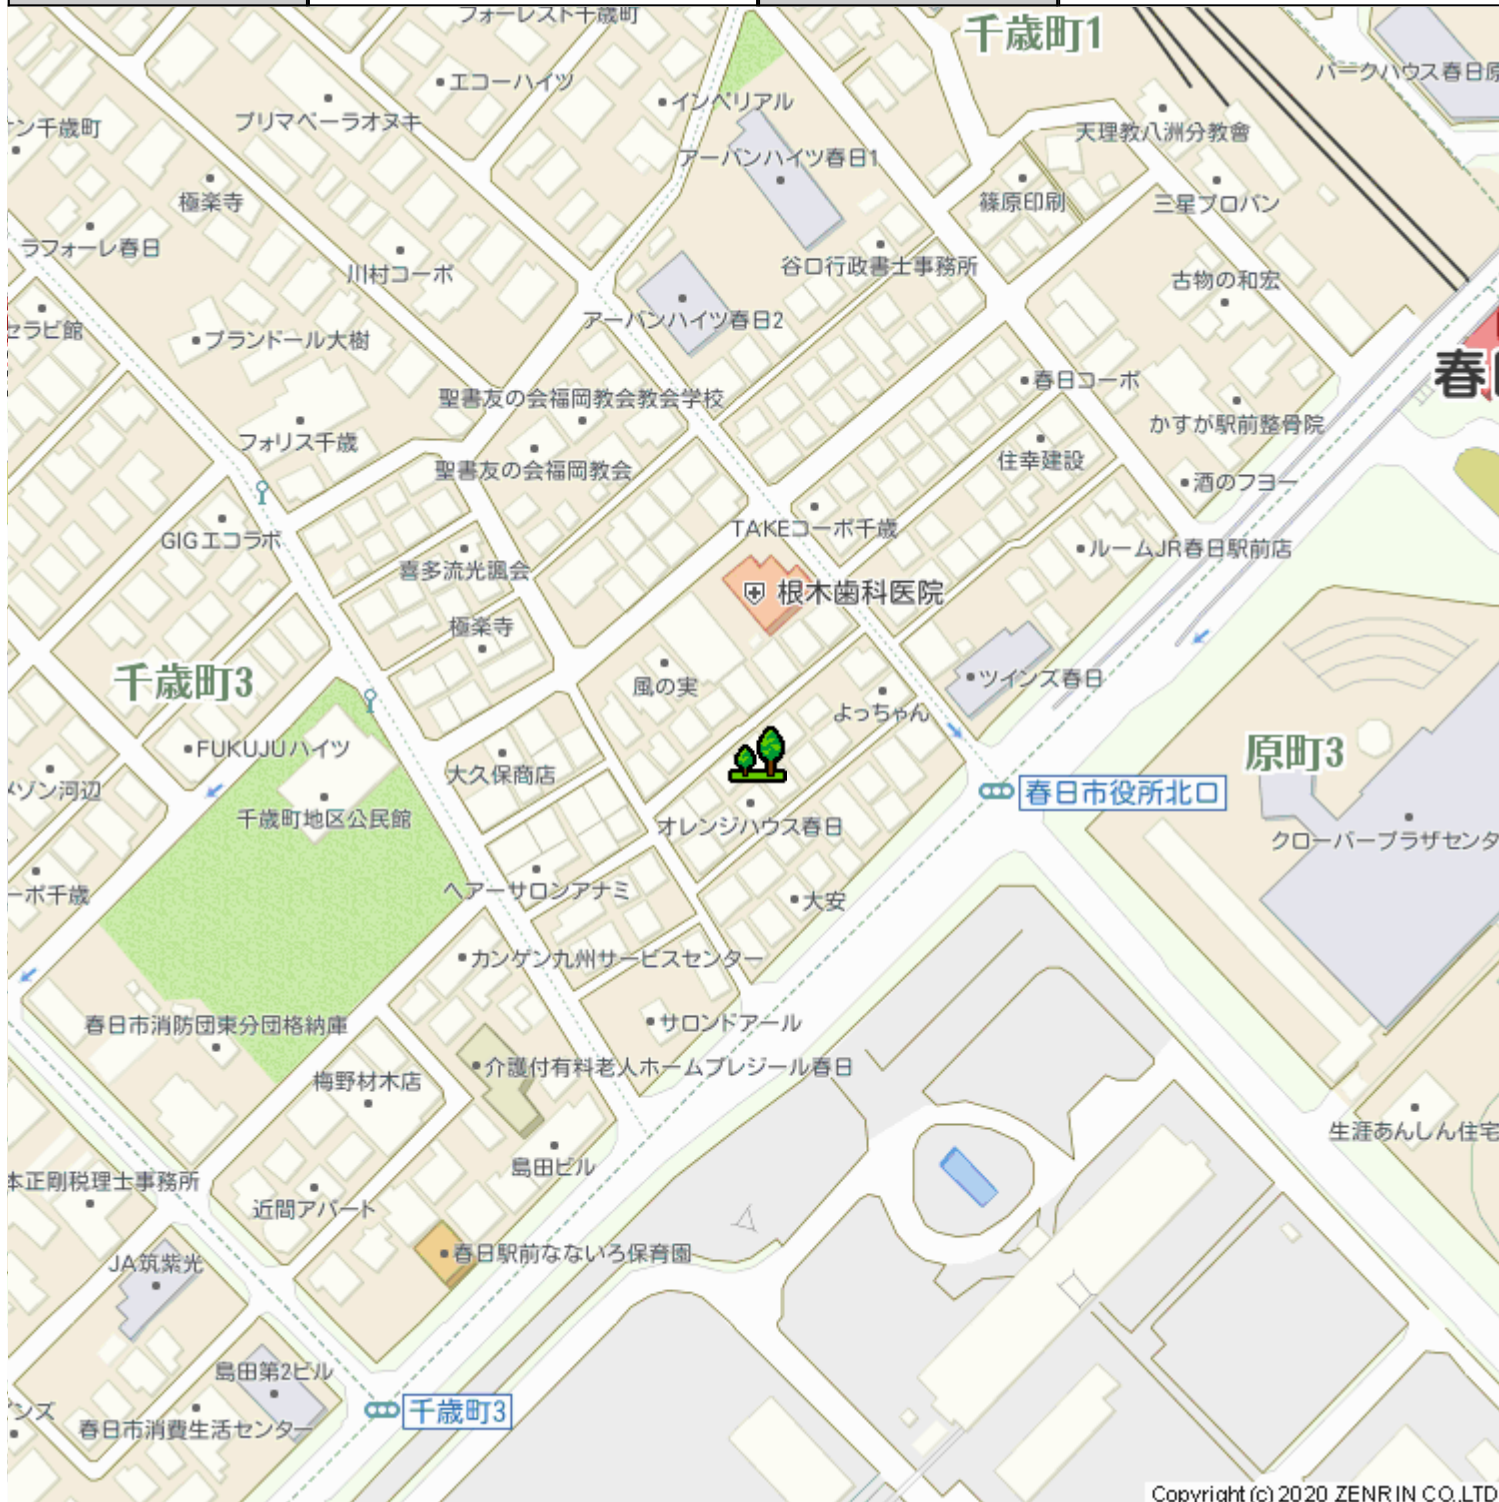 フォーレスト千歳町
千歳町1
パークハウス春日原
エコーハイツ
インペリアル
プリマベーラオヌキ
ン千歳町
天理教八洲分教會
アーバンハイツ春日1
極楽寺
篠原印刷
三星プロパン
ラフォーレ春日
川村コーポ
谷口行政書士事務所
古物の和宏
セラビ館
アーバンハイツ春日2
ブランドール大樹
春日
春日コーポ
聖書友の会福岡教会教会学校
かすが駅前整骨院
フォリス千歳
聖書友の会福岡教会
住幸建設
酒のフヨー
TAKEコーポ千歳
GIGエコラボ
ルームJR春日駅前店
喜多流光諷会
根木歯科医院
極楽寺
千歳町3
風の実
ツインズ春日
よっちゃん
FUKUJUハイツ
原町3
大久保商店
メゾン河辺
春日市役所北口
千歳町地区公民館
オレンジハウス春日
クローバープラザセンタ
ーポ千歳
ヘアーサロンアナミ
大安
カンゲン九州サービスセンター
春日市消防団東分団格納庫
サロンドアール
介護付有料老人ホームプレジール春日
梅野材木店
生涯あんしん住宅
島田ビル
本正剛税理士事務所
近間アパート
春日駅前なないろ保育園
JA筑紫光
島田第2ビル
ンズ
千歳町3
春日市消費生活センター
Copyright (c) 2020 ZENRIN CO.,LTD